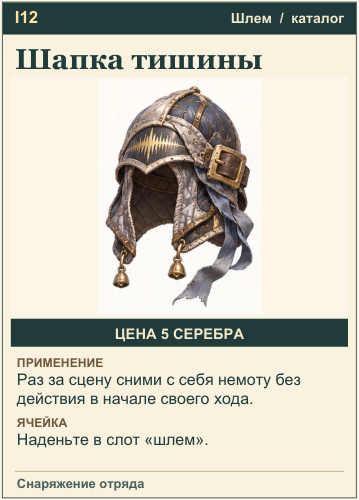 I12
Шлем / каталог
Шапка тишины
ЦЕНА 5 СЕРЕБРА
ПРИМЕНЕНИЕ
Раз за сцену сними с себя немоту без
действия в начале своего хода.
ЯЧЕЙКА
Наденьте в слот «шлем».
Снаряжение отряда